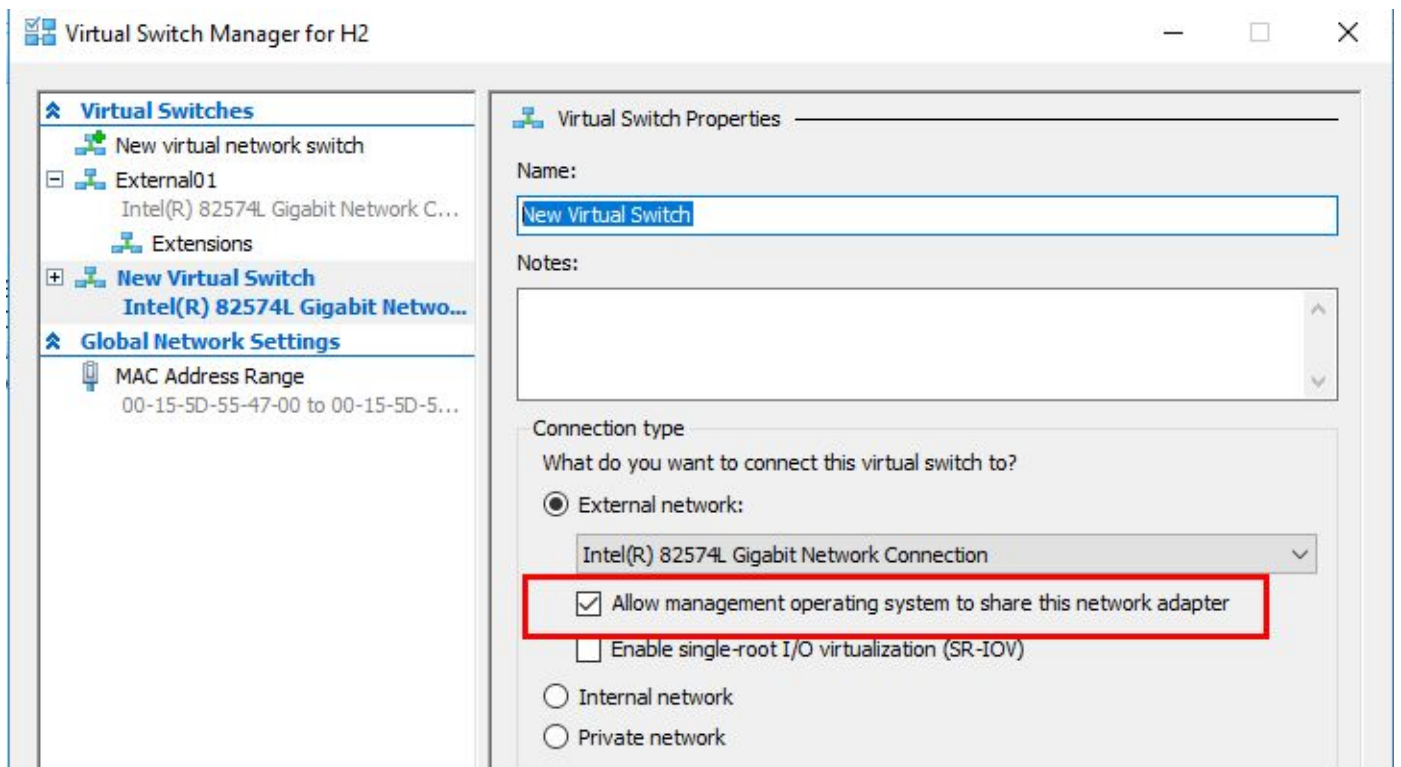 Virtual Switch Manager for H2
Virtual Switches
New virtual network switch
External01
Intel(R) 82574L Gigabit Network C...
Extensions
New Virtual Switch
Intel(R) 82574L Gigabit Netwo...
Global Network Settings
MAC Address Range
00-15-5D-55-47-00 to 00-15-5D-5...
Virtual Switch Properties
Name:
New Virtual Switch
Notes:
Connection type
What do you want to connect this virtual switch to?
External network:
Intel(R) 82574L Gigabit Network Connection
Allow management operating system to share this network adapter
Enable single-root I/O virtualization (SR-IOV)
Internal network
Private network